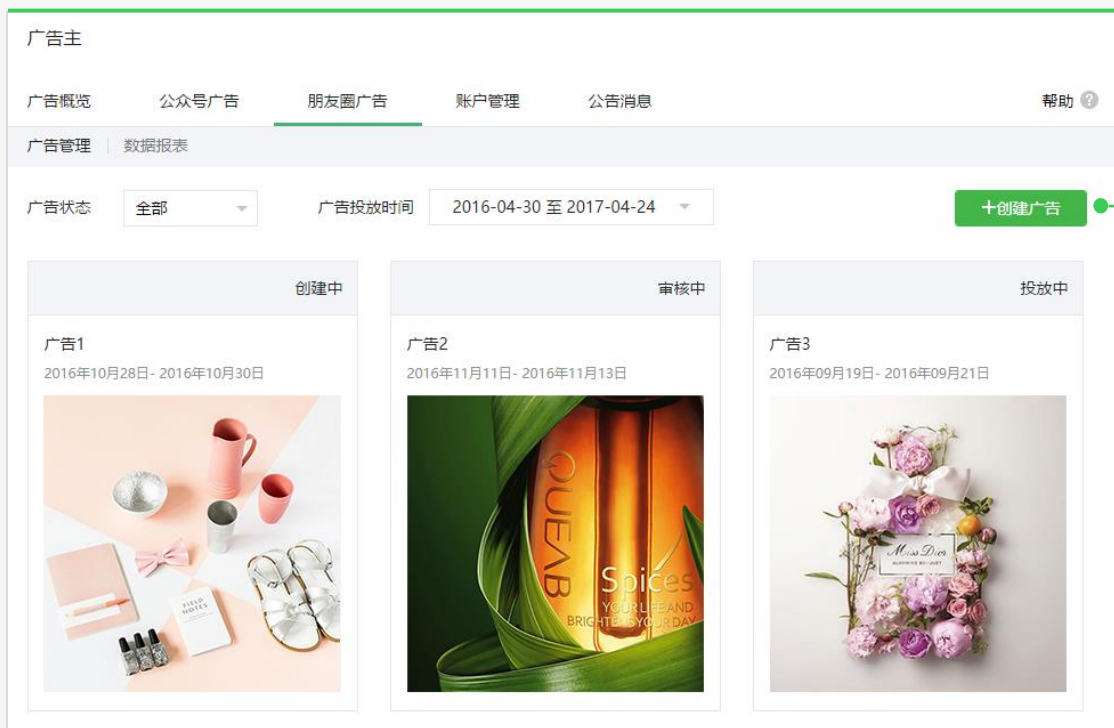 广告主
广告概览 公众号广告 朋友圈广告 账户管理 公告消息 帮助 ?
广告管理 数据报表
广告状态 全部 广告投放时间 2016-04-30 至 2017-04-24 +创建广告
创建中 审核中 投放中
广告1 广告2 广告3
2016年10月28日- 2016年10月30日 2016年11月11日- 2016年11月13日 2016年09月19日- 2016年09月21日
QUEAB
FIELD
NOTES
Spices
YOUR LIFE AND
BRIGHTENS YOUR DAY
Miss Dior
BLOOMING BOUQUET